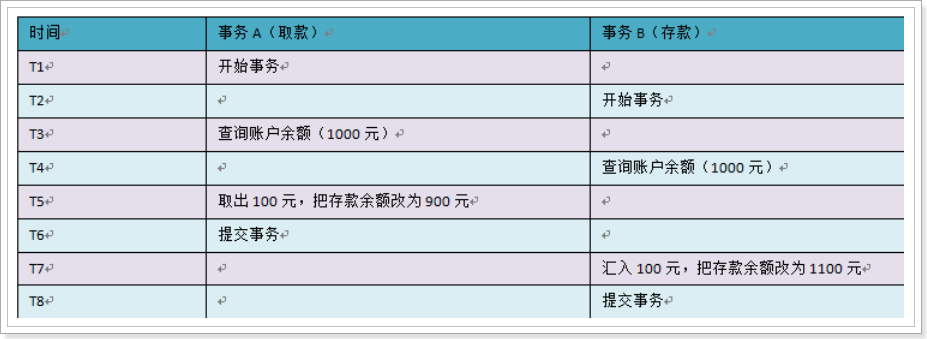 时间 事务 A（取款） 事务 B（存款）
T1 开始事务
T2 开始事务
T3 查询账户余额（1000 元）
T4 查询账户余额（1000 元）
T5 取出 100 元，把存款余额改为 900 元
T6 提交事务
T7 汇入 100 元，把存款余额改为 1100 元
T8 提交事务